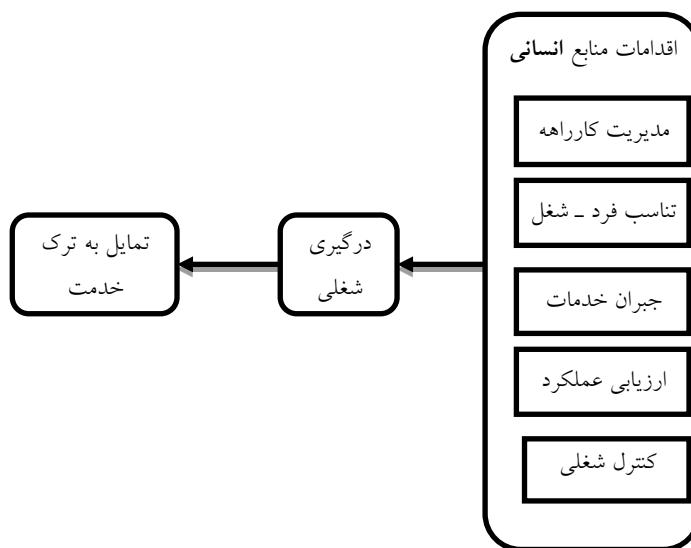 اقدامات منابع انسانی
مدیریت کارراهه
تناسب فرد ـ شغل
جبران خدمات
ارزیابی عملکرد
کنترل شغلی
درگیری
شغلی
تمایل به ترک
خدمت